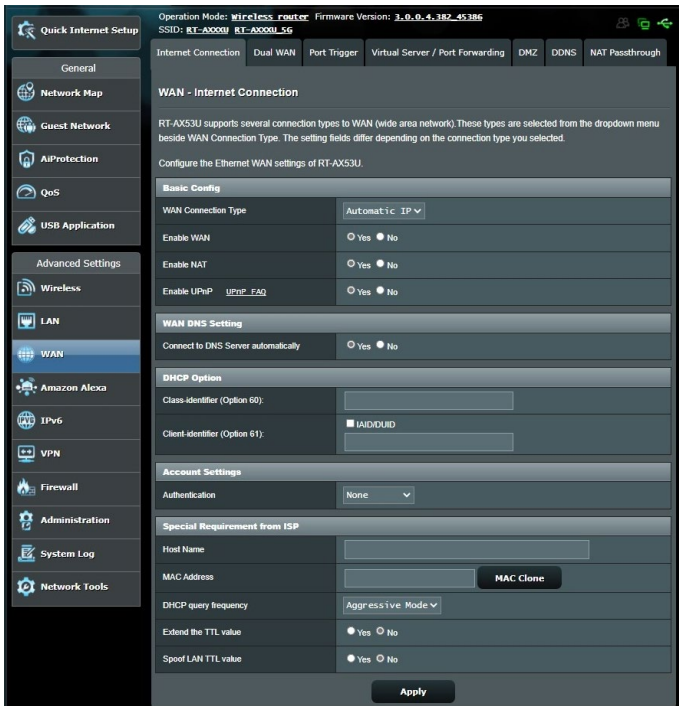 Operation Mode: Wireless router Firmware Version: 3.0.0.4.382_45386
SSID: RT-AXXXU RT-AXXXU_5G
Quick Internet Setup
General
Network Map
Guest Network
AiProtection
QoS
USB Application
Advanced Settings
Wireless
LAN
WAN
Amazon Alexa
IPv6
VPN
Firewall
Administration
System Log
Network Tools
Internet Connection Dual WAN Port Trigger Virtual Server / Port Forwarding DMZ DDNS NAT Passthrough
WAN - Internet Connection
RT-AX53U supports several connection types to WAN (wide area network).These types are selected from the dropdown menu
beside WAN Connection Type. The setting fields differ depending on the connection type you selected.
Configure the Ethernet WAN settings of RT-AX53U.
Basic Config
WAN Connection Type Automatic IP
Enable WAN Yes No
Enable NAT Yes No
Enable UPnP UPnP FAQ Yes No
WAN DNS Setting
Connect to DNS Server automatically Yes No
DHCP Option
Class-identifier (Option 60):
Client-identifier (Option 61): IAID/DUID
Account Settings
Authentication None
Special Requirement from ISP
Host Name
MAC Address MAC Clone
DHCP query frequency Aggressive Mode
Extend the TTL value Yes No
Spoof LAN TTL value Yes No
Apply